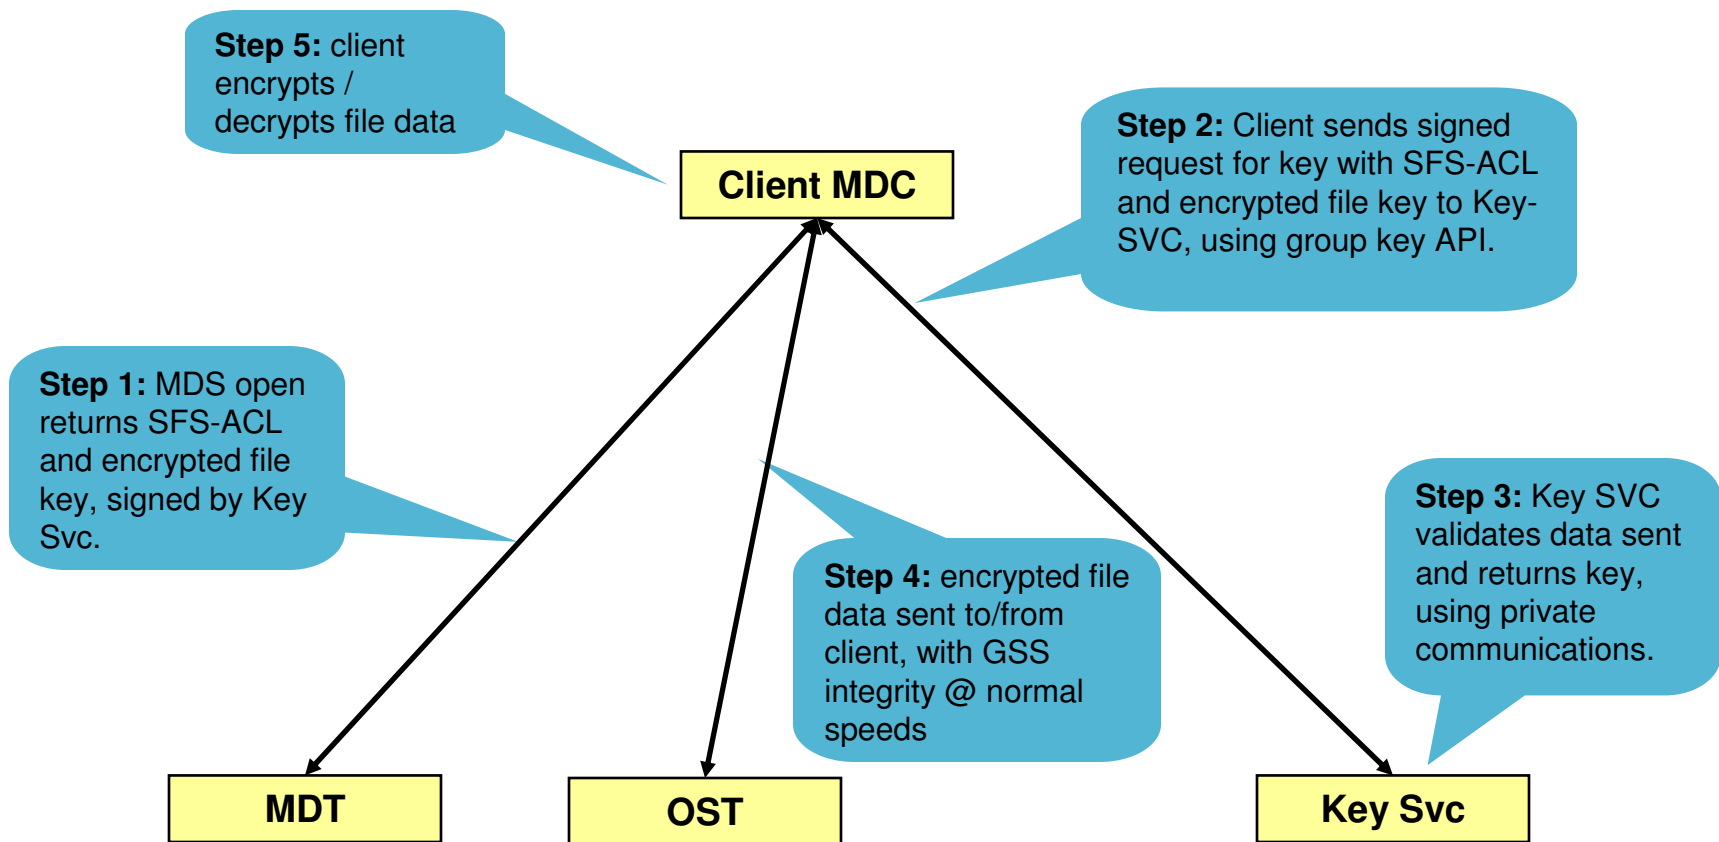 Step 5: client
encrypts /
decrypts file data
Client MDC
Step 2: Client sends signed
request for key with SFS-ACL
and encrypted file key to Key-
SVC, using group key API.
Step 1: MDS open
returns SFS-ACL
and encrypted file
key, signed by Key
Svc.
Step 4: encrypted file
data sent to/from
client, with GSS
integrity @ normal
speeds
Step 3: Key SVC
validates data sent
and returns key,
using private
communications.
MDT
OST
Key Svc